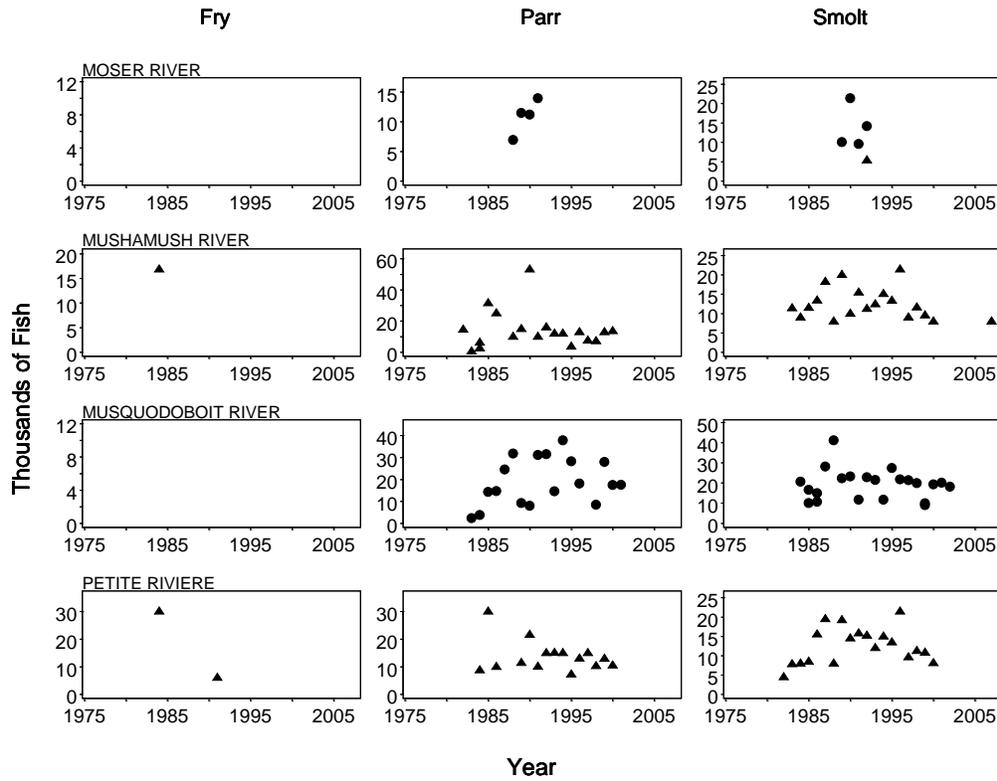 Fry Parr Smolt
MOSER RIVER
12 15 25
8 10 20
4 5 15
0 0 10
5
0
1975 1985 1995 2005 1975 1985 1995 2005 1975 1985 1995 2005
MUSHAMUSH RIVER
20 60 25
15 40 20
10 20 15
5 0 10
0 5
0
1975 1985 1995 2005 1975 1985 1995 2005 1975 1985 1995 2005
Thousands of Fish
MUSQUODOBOIT RIVER
12 40 50
8 30 40
4 20 30
0 10 20
0 10
0
1975 1985 1995 2005 1975 1985 1995 2005 1975 1985 1995 2005
PETITE RIVIERE
30 30 25
20 20 20
10 10 15
0 0 10
5
0
1975 1985 1995 2005 1975 1985 1995 2005 1975 1985 1995 2005
Year